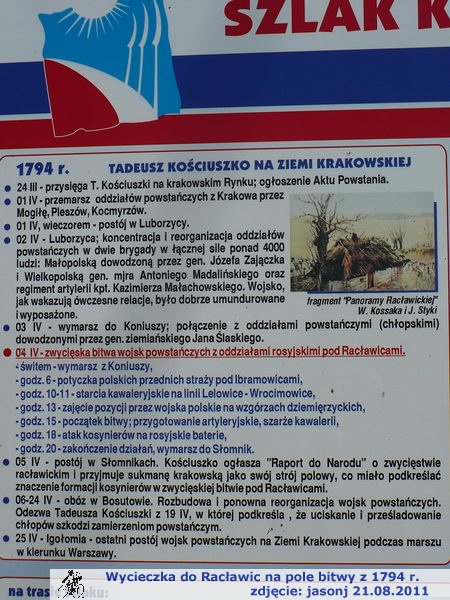 SZLAK K
1794 r. TADEUSZ KOŚCIUSZKO NA ZIEMI KRAKOWSKIEJ
24 III - przysięga T. Kościuszki na krakowskim Rynku; ogłoszenie Aktu Powstania.
01 IV - przemarsz oddziałów powstańczych z Krakowa przez
Mogiłę, Pleszów, Kocmyrzów.
01 IV, wieczorem - postój w Luborzycy.
02 IV - Luborzyca; koncentracja i reorganizacja oddziałów
powstańczych w dwie brygady w łącznej sile ponad 4000
ludzi: Małopolską dowodzoną przez gen. Józefa Zajączka
i Wielkopolską gen. mjra Antoniego Madalińskiego oraz
regiment artylerii kpt. Kazimierza Małachowskiego. Wojsko,
jak wskazują ówczesne relacje, było dobrze umundurowane
i wyposażone.
fragment "Panoramy Racławickiej"
W. Kossaka i J. Styki
03 IV - wymarsz do Koniuszy; połączenie z oddziałami powstańczymi (chłopskimi)
dowodzonymi przez gen. ziemiańskiego Jana Ślaskiego.
04 IV - zwycięska bitwa wojsk powstańczych z oddziałami rosyjskimi pod Racławicami.
- świtem - wymarsz z Koniuszy,
- godz. 6 - potyczka polskich przednich straży pod Ibramowicami,
- godz. 10-11 - starcia kawaleryjskie na linii Lelowice - Wrocimowice,
- godz. 13 - zajęcie pozycji przez wojska polskie na wzgórzach dziemięrzyckich,
- godz. 15 - początek bitwy; przygotowanie artyleryjskie, szarże kawalerii,
- godz. 18 - atak kosynierów na rosyjskie baterie,
- godz. 20 - zakończenie działań, wymarsz do Słomnik.
05 IV - postój w Słomnikach. Kościuszko ogłasza "Raport do Narodu" o zwycięstwie
racławickim i przyjmuje sukmanę krakowską jako swój strój polowy, co miało podkreślać
znaczenie formacji kosynierów w zwycięskiej bitwie pod Racławicami.
06-24 IV - obóz w Bosutowie. Rozbudowa i ponowna reorganizacja wojsk powstańczych.
Odezwa Tadeusza Kościuszki z 19 IV, w której podkreśla , że uciskanie i prześladowanie
chłopów szkodzi zamierzeniom powstańczym.
25 IV - Igołomia - ostatni postój wojsk powstańczych na Ziemi Krakowskiej podczas marszu
w kierunku Warszawy.
Wycieczka do Racławic na pole bitwy z 1794 r.
zdjęcie: jasonj 21.08.2011
na trasie